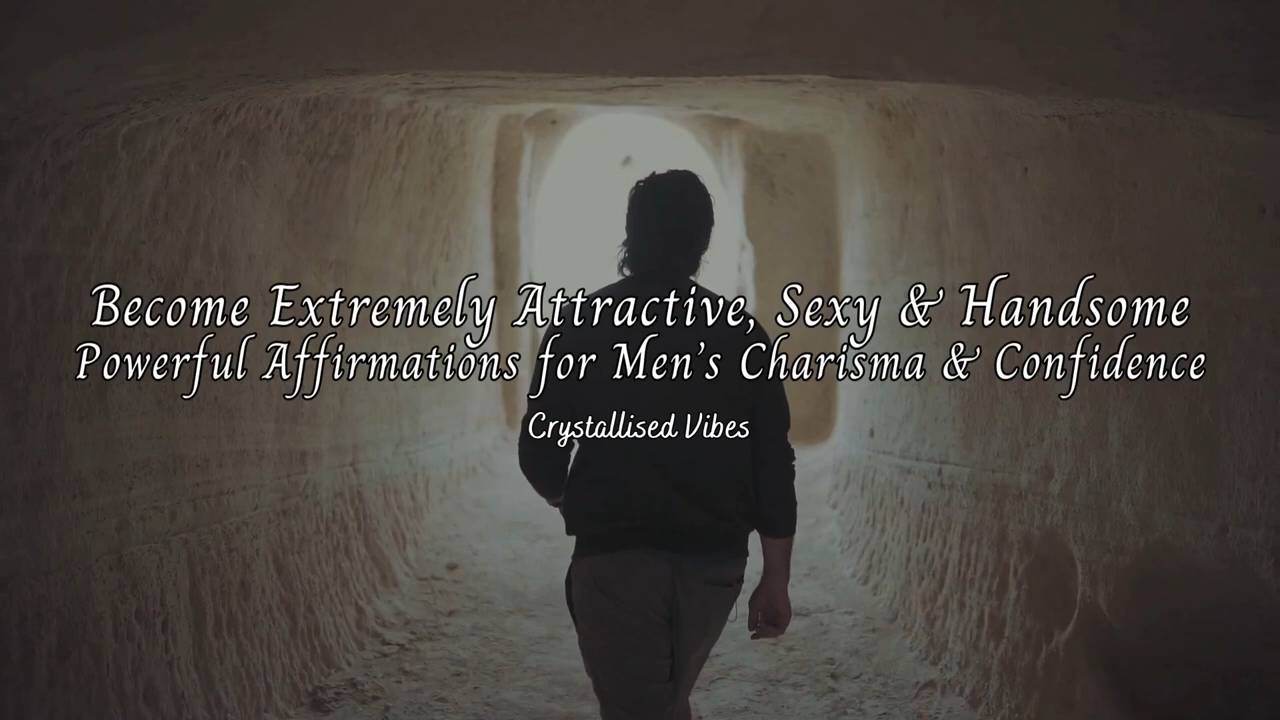 Become Extremely Attractive, Sexy & Handsome
Powerful Affirmations for Men's Charisma & Confidence
Crystallised Vibes